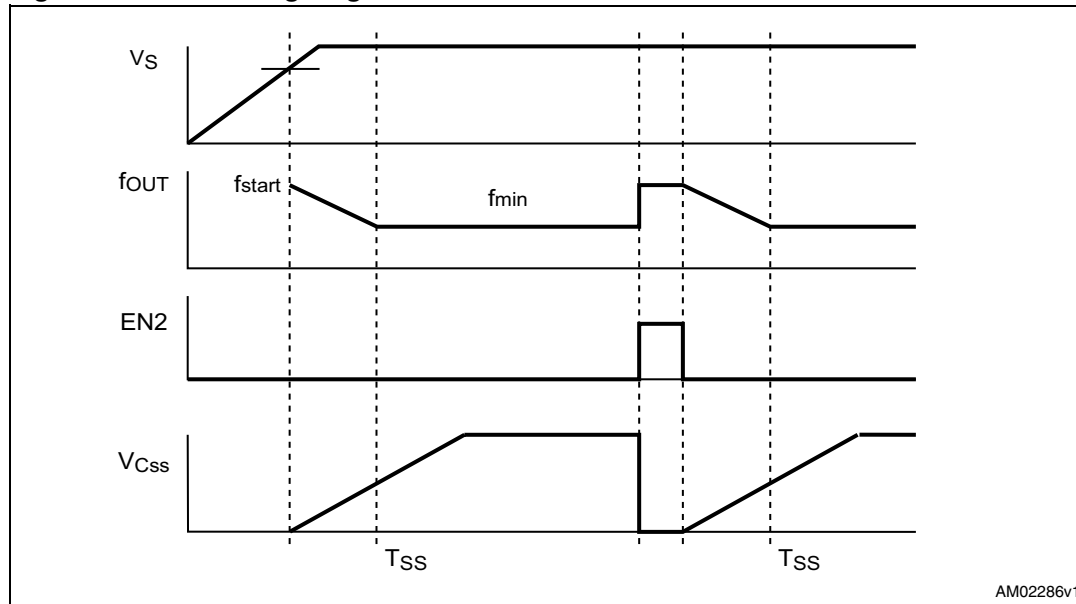 VS
fOUT
fstart
fmin
EN2
VCss
TSS
TSS
AM02286v1